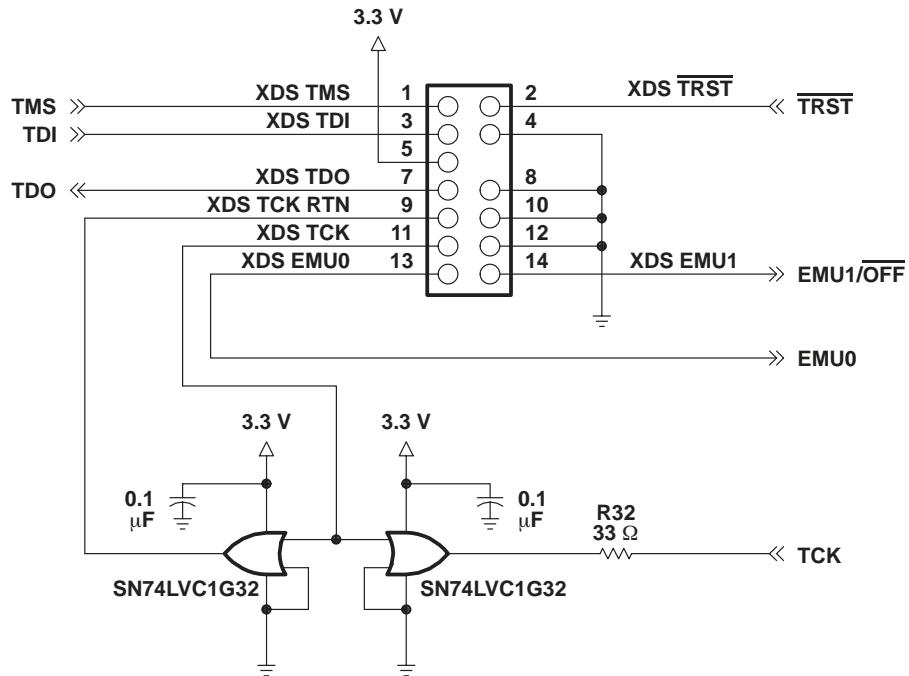 3.3 V
XDS TMS 1 2 XDS TRST
TMS TRST
XDS TDI 3 4
TDI
5
XDS TDO 7 8
TDO
XDS TCK RTN 9 10
XDS TCK 11 12
XDS EMU0 13 14 XDS EMU1
EMU1/OFF
EMU0
3.3 V 3.3 V
0.1 μF
0.1 μF
R32
33 Ω
TCK
SN74LVC1G32 SN74LVC1G32